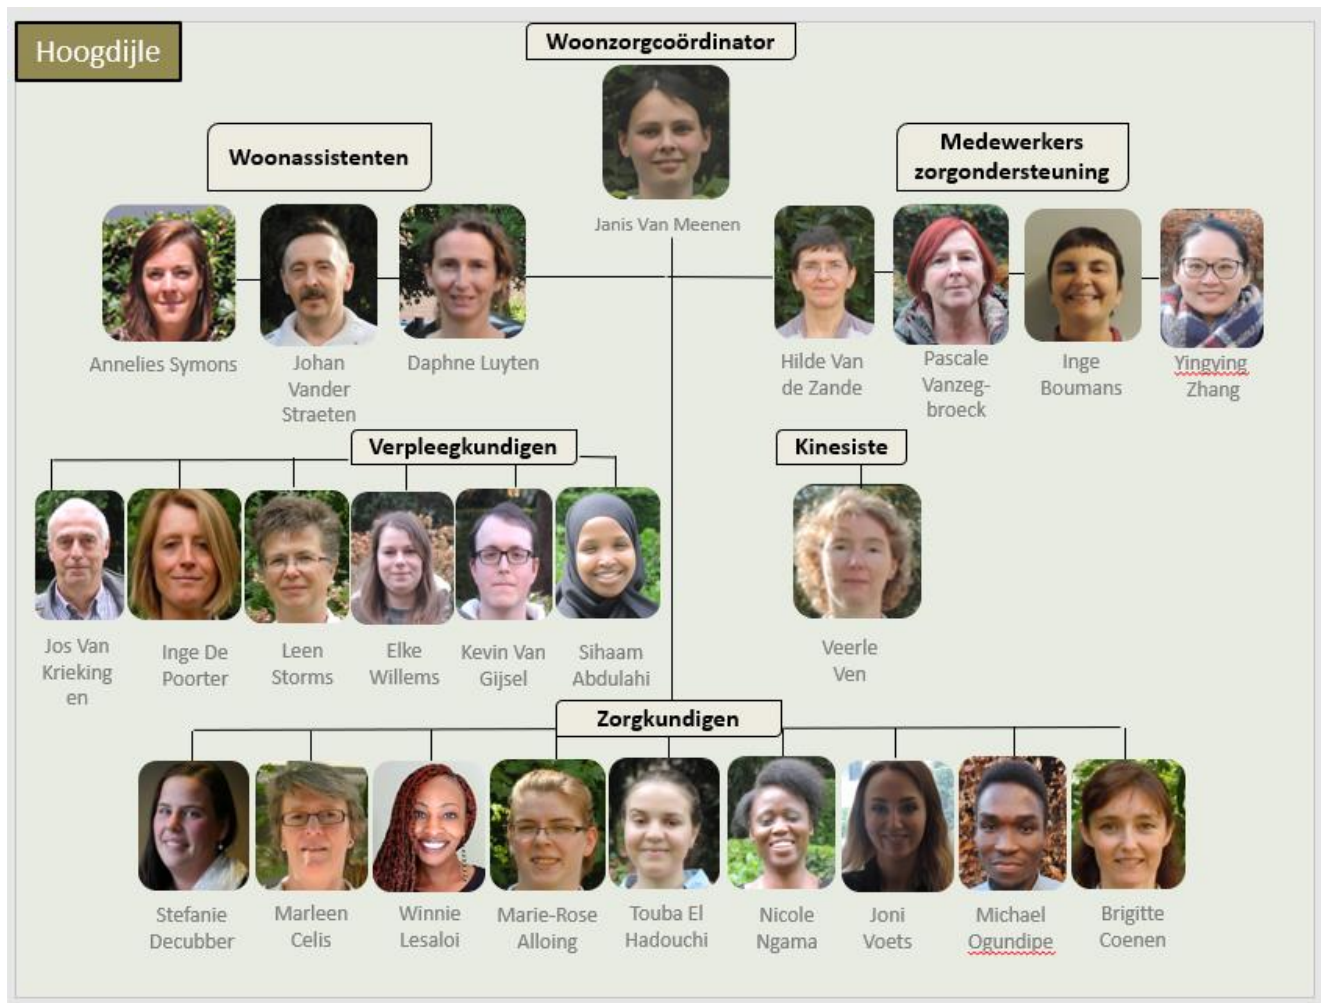 Hoogdijle
Woonzorgcoördinator
Janis Van Meenen
Woonassistenten
Annelies Symons
Johan
Vander
Straeten
Daphne Luyten
Medewerkers
zorgondersteuning
Hilde Van
de Zande
Pascale
Vanzeg-
broeck
Inge
Boumans
Yingying
Zhang
Verpleegkundigen
Jos Van
Krieking
en
Inge De
Poorter
Leen
Storms
Elke
Willems
Kevin Van
Gijsel
Sihaam
Abdulahi
Kinesiste
Veerle
Ven
Zorgkundigen
Stefanie
Decubber
Marleen
Celis
Winnie
Lesaloi
Marie-Rose
Alloing
Touba El
Hadouchi
Nicole
Ngama
Joni
Voets
Michael
Ogundipe
Brigitte
Coenen